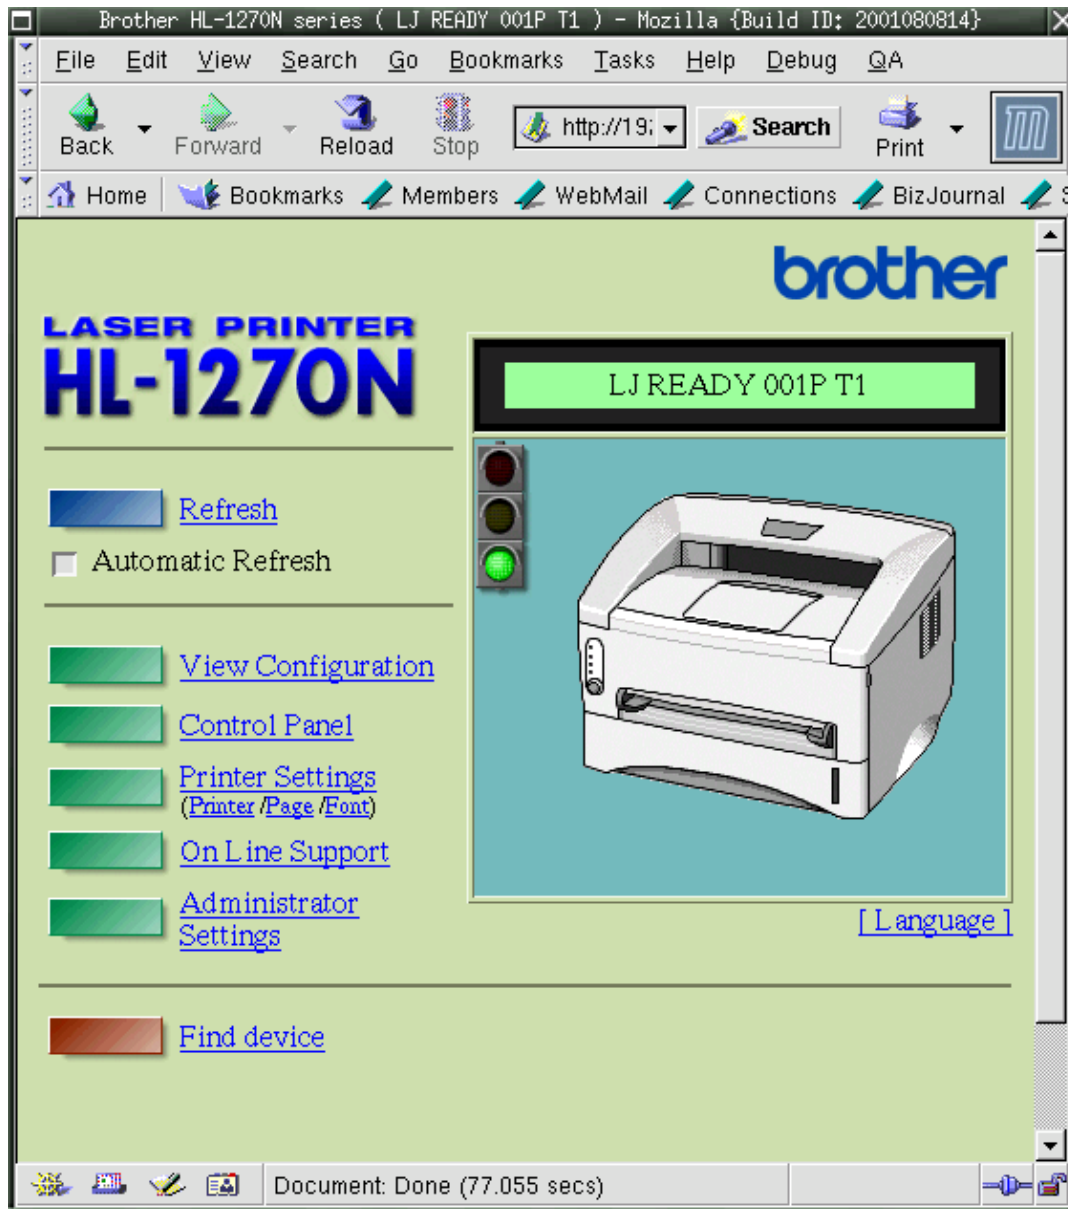 Brother HL-1270N series ( LJ READY 001P T1 ) - Mozilla {Build ID: 2001080814}
File Edit View Search Go Bookmarks Tasks Help Debug QA
Back Forward Reload Stop http://19 Search Print
Home Bookmarks Members WebMail Connections BizJournal
brother
LASER PRINTER
HL-1270N
LJ READY 001P T1
Refresh
Automatic Refresh
View Configuration
Control Panel
Printer Settings
(Printer /Page /Font)
On Line Support
Administrator
Settings
[ Language ]
Find device
Document: Done (77.055 secs)